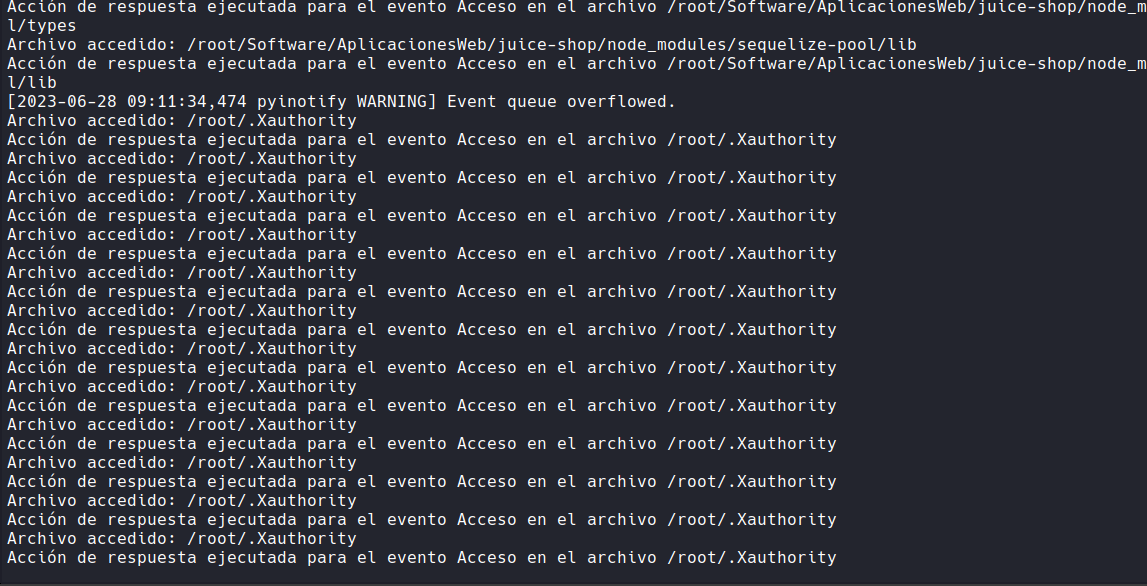 Acción de respuesta ejecutada para el evento Acceso en el archivo /root/Software/AplicacionesWeb/juice-shop/node_m
l/types
Archivo accedido: /root/Software/AplicacionesWeb/juice-shop/node_modules/sequelize-pool/lib
Acción de respuesta ejecutada para el evento Acceso en el archivo /root/Software/AplicacionesWeb/juice-shop/node_m
l/lib
[2023-06-28 09:11:34,474 pyinotify WARNING] Event queue overflowed.
Archivo accedido: /root/.Xauthority
Acción de respuesta ejecutada para el evento Acceso en el archivo /root/.Xauthority
Archivo accedido: /root/.Xauthority
Acción de respuesta ejecutada para el evento Acceso en el archivo /root/.Xauthority
Archivo accedido: /root/.Xauthority
Acción de respuesta ejecutada para el evento Acceso en el archivo /root/.Xauthority
Archivo accedido: /root/.Xauthority
Acción de respuesta ejecutada para el evento Acceso en el archivo /root/.Xauthority
Archivo accedido: /root/.Xauthority
Acción de respuesta ejecutada para el evento Acceso en el archivo /root/.Xauthority
Archivo accedido: /root/.Xauthority
Acción de respuesta ejecutada para el evento Acceso en el archivo /root/.Xauthority
Archivo accedido: /root/.Xauthority
Acción de respuesta ejecutada para el evento Acceso en el archivo /root/.Xauthority
Archivo accedido: /root/.Xauthority
Acción de respuesta ejecutada para el evento Acceso en el archivo /root/.Xauthority
Archivo accedido: /root/.Xauthority
Acción de respuesta ejecutada para el evento Acceso en el archivo /root/.Xauthority
Archivo accedido: /root/.Xauthority
Acción de respuesta ejecutada para el evento Acceso en el archivo /root/.Xauthority
Archivo accedido: /root/.Xauthority
Acción de respuesta ejecutada para el evento Acceso en el archivo /root/.Xauthority
Archivo accedido: /root/.Xauthority
Acción de respuesta ejecutada para el evento Acceso en el archivo /root/.Xauthority